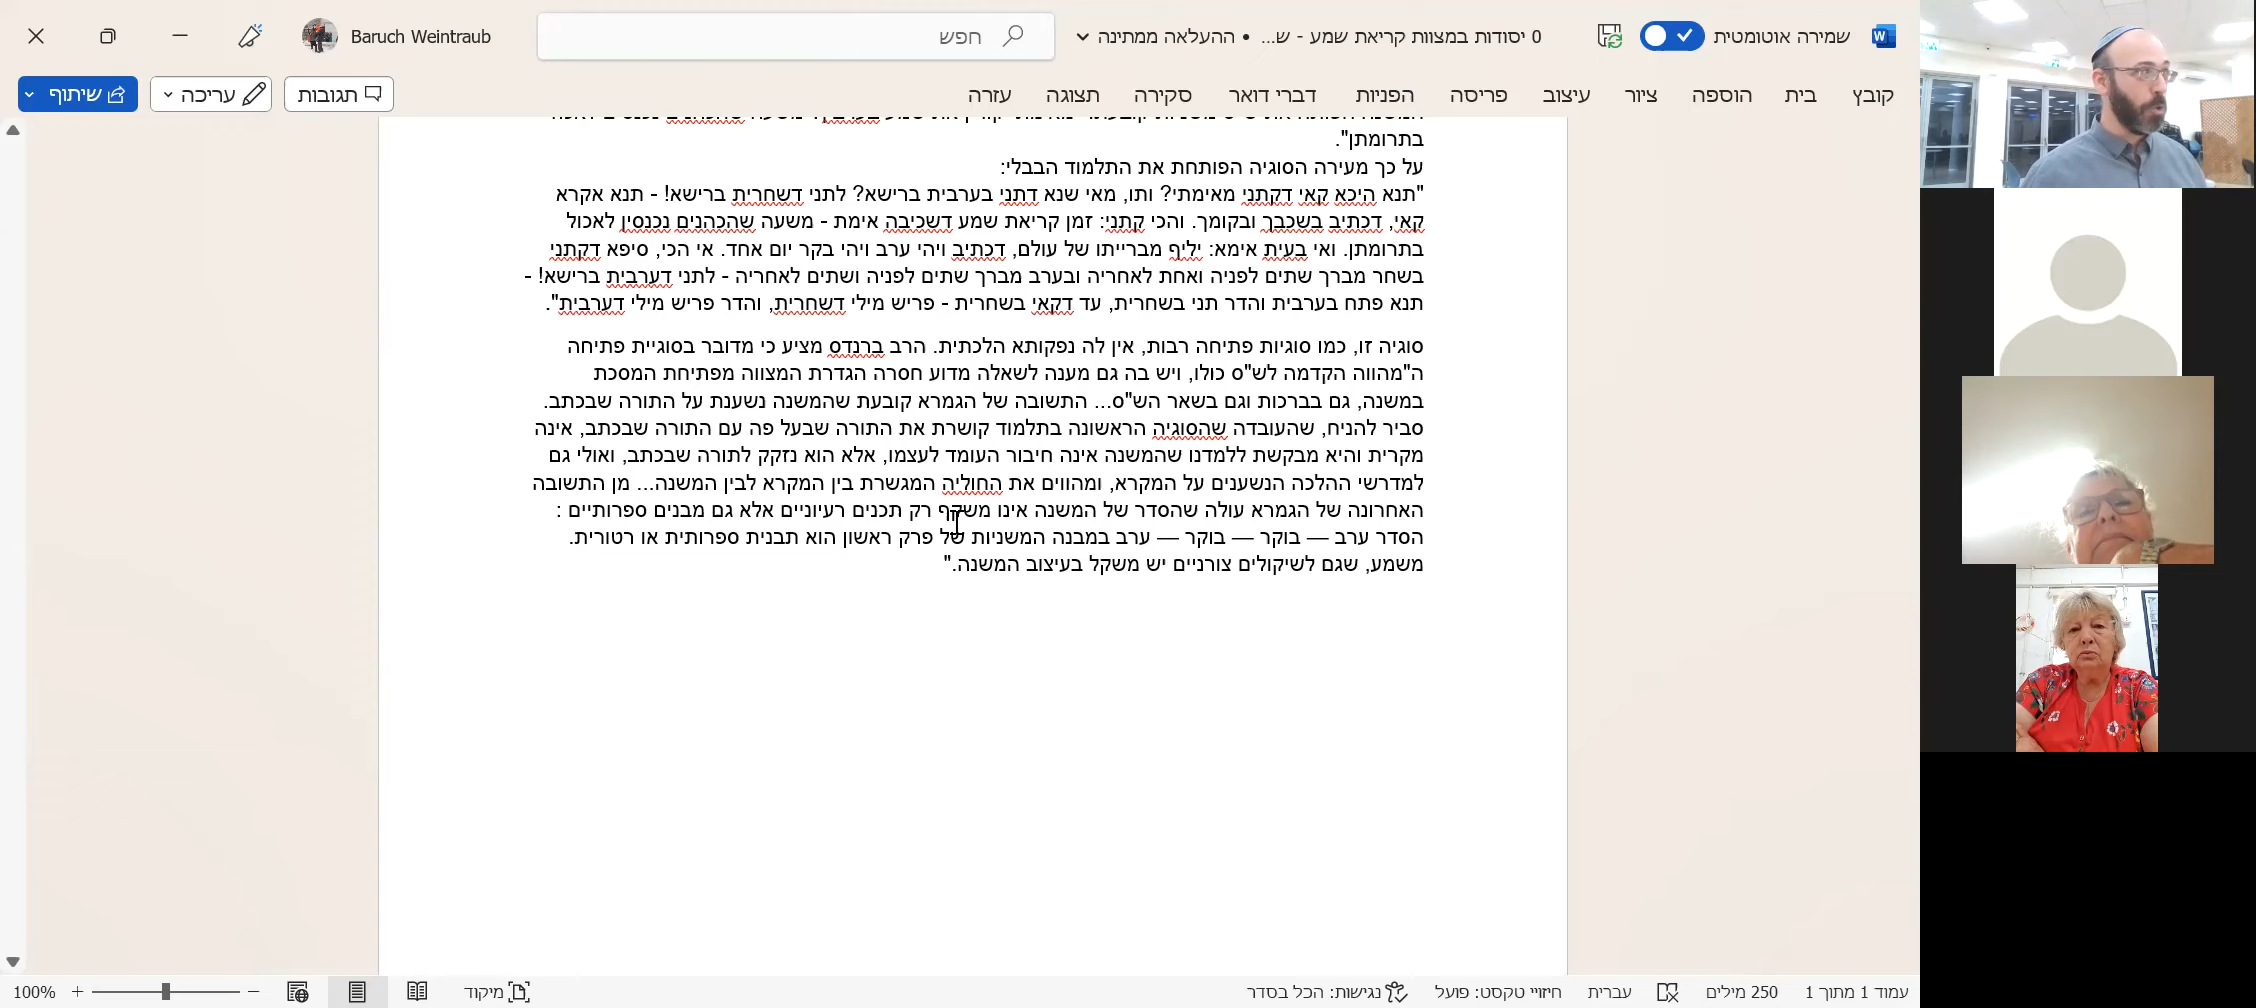 שמירה אוטומטית
0 יסודות במצוות קריאת שמע - ש... • ההעלאה ממתינה
חפש
Baruch Weintraub
קובץ בית הוספה ציור עיצוב פריסה הפניות דברי דואר סקירה תצוגה עזרה
תגובות עריכה שיתוף
בתרומתן".
על כך מעירה הסוגיה הפותחת את התלמוד הבבלי:
"תנא היכא קאי דקתני מאימתי? ותו, מאי שנא דתני בערבית ברישא? לתני דשחרית ברישא! - תנא אקרא
קאי, דכתיב בשכבך ובקומך. והכי קתני: זמן קריאת שמע דשכיבה אימת - משעה שהכהנים נכנסין לאכול
בתרומתן. ואי בעית אימא: יליף מברייתו של עולם, דכתיב ויהי ערב ויהי בקר יום אחד. אי הכי, סיפא דקתני
בשחר מברך שתים לפניה ואחת לאחריה ובערב מברך שתים לפניה ושתים לאחריה - לתני דערבית ברישא! -
תנא פתח בערבית והדר תני בשחרית, עד דקאי בשחרית - פריש מילי דשחרית, והדר פריש מילי דערבית".
סוגיה זו, כמו סוגיות פתיחה רבות, אין לה נפקותא הלכתית. הרב ברנדס מציע כי מדובר בסוגיית פתיחה
ה"מהווה הקדמה לש"ס כולו, ויש בה גם מענה לשאלה מדוע חסרה הגדרת המצווה מפתיחת המסכת
במשנה, גם בברכות וגם בשאר הש"ס... התשובה של הגמרא קובעת שהמשנה נשענת על התורה שבכתב.
סביר להניח, שהעובדה שהסוגיה הראשונה בתלמוד קושרת את התורה שבעל פה עם התורה שבכתב, אינה
מקרית והיא מבקשת ללמדנו שהמשנה אינה חיבור העומד לעצמו, אלא הוא נזקק לתורה שבכתב, ואולי גם
למדרשי ההלכה הנשענים על המקרא, ומהווים את החוליה המגשרת בין המקרא לבין המשנה... מן התשובה
האחרונה של הגמרא עולה שהסדר של המשנה אינו משקף רק תכנים רעיוניים אלא גם מבנים ספרותיים :
הסדר ערב — בוקר — בוקר — ערב במבנה המשניות של פרק ראשון הוא תבנית ספרותית או רטורית.
משמע, שגם לשיקולים צורניים יש משקל בעיצוב המשנה."
עמוד 1 מתוך 1 250 מילים עברית חיזויי טקסט: פועל נגישות: הכל בסדר מיקוד 100%